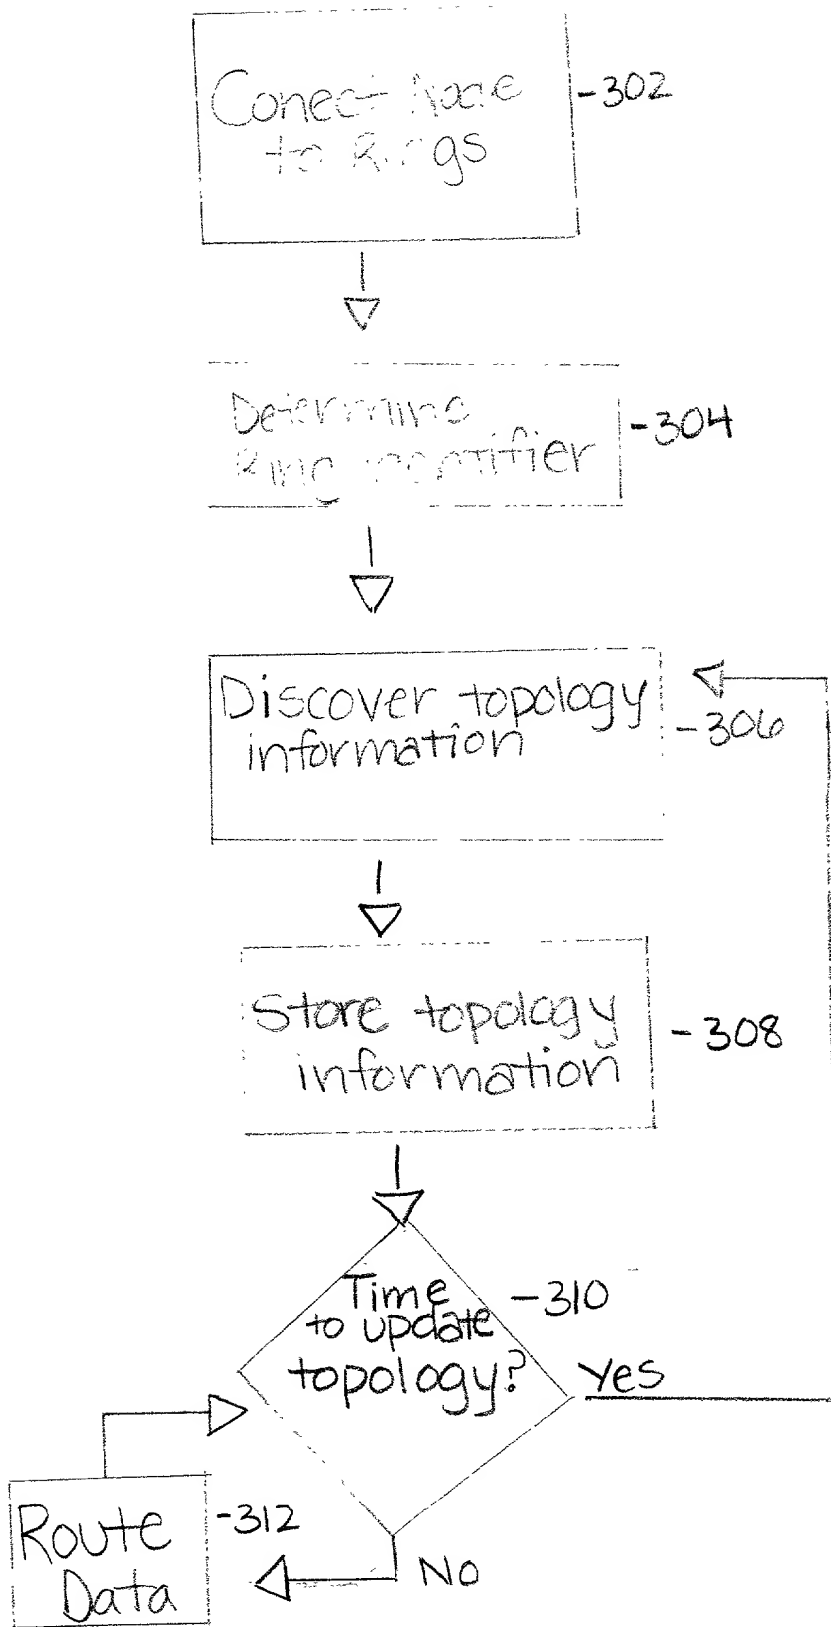 Conect Node
to Rings
-302
Determine
Ring identifier
-304
Discover topology
information
-306
Store topology
information
-308
Time
to update
topology?
-310
Yes
Route
Data
-312
No